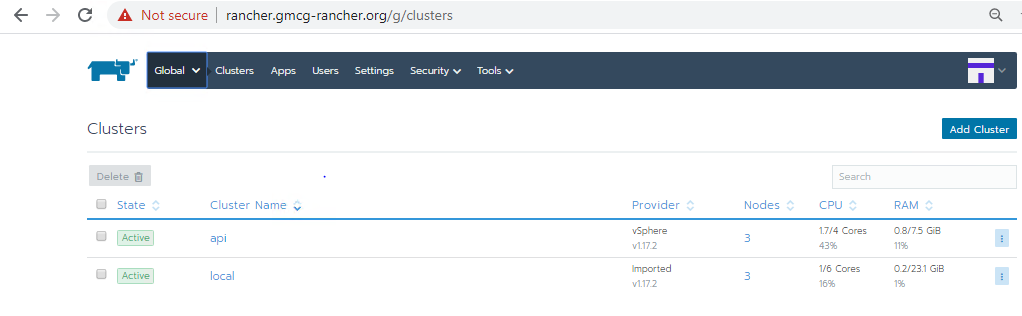 Not secure rancher.gmcg-rancher.org/g/clusters
Global Clusters Apps Users Settings Security Tools
Clusters Add Cluster
Delete Search
State Cluster Name Provider Nodes CPU RAM
Active api vSphere v1.17.2 3 1.7/4 Cores 43% 0.8/7.5 GiB 11%
Active local Imported v1.17.2 3 1/6 Cores 16% 0.2/23.1 GiB 1%